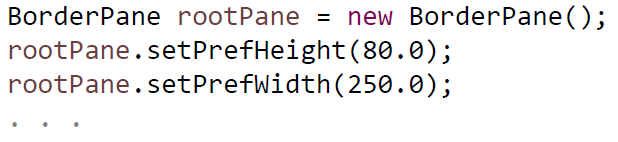 BorderPane rootPane = new BorderPane();
rootPane.setPrefHeight(80.0);
rootPane.setPrefWidth(250.0);
. . .